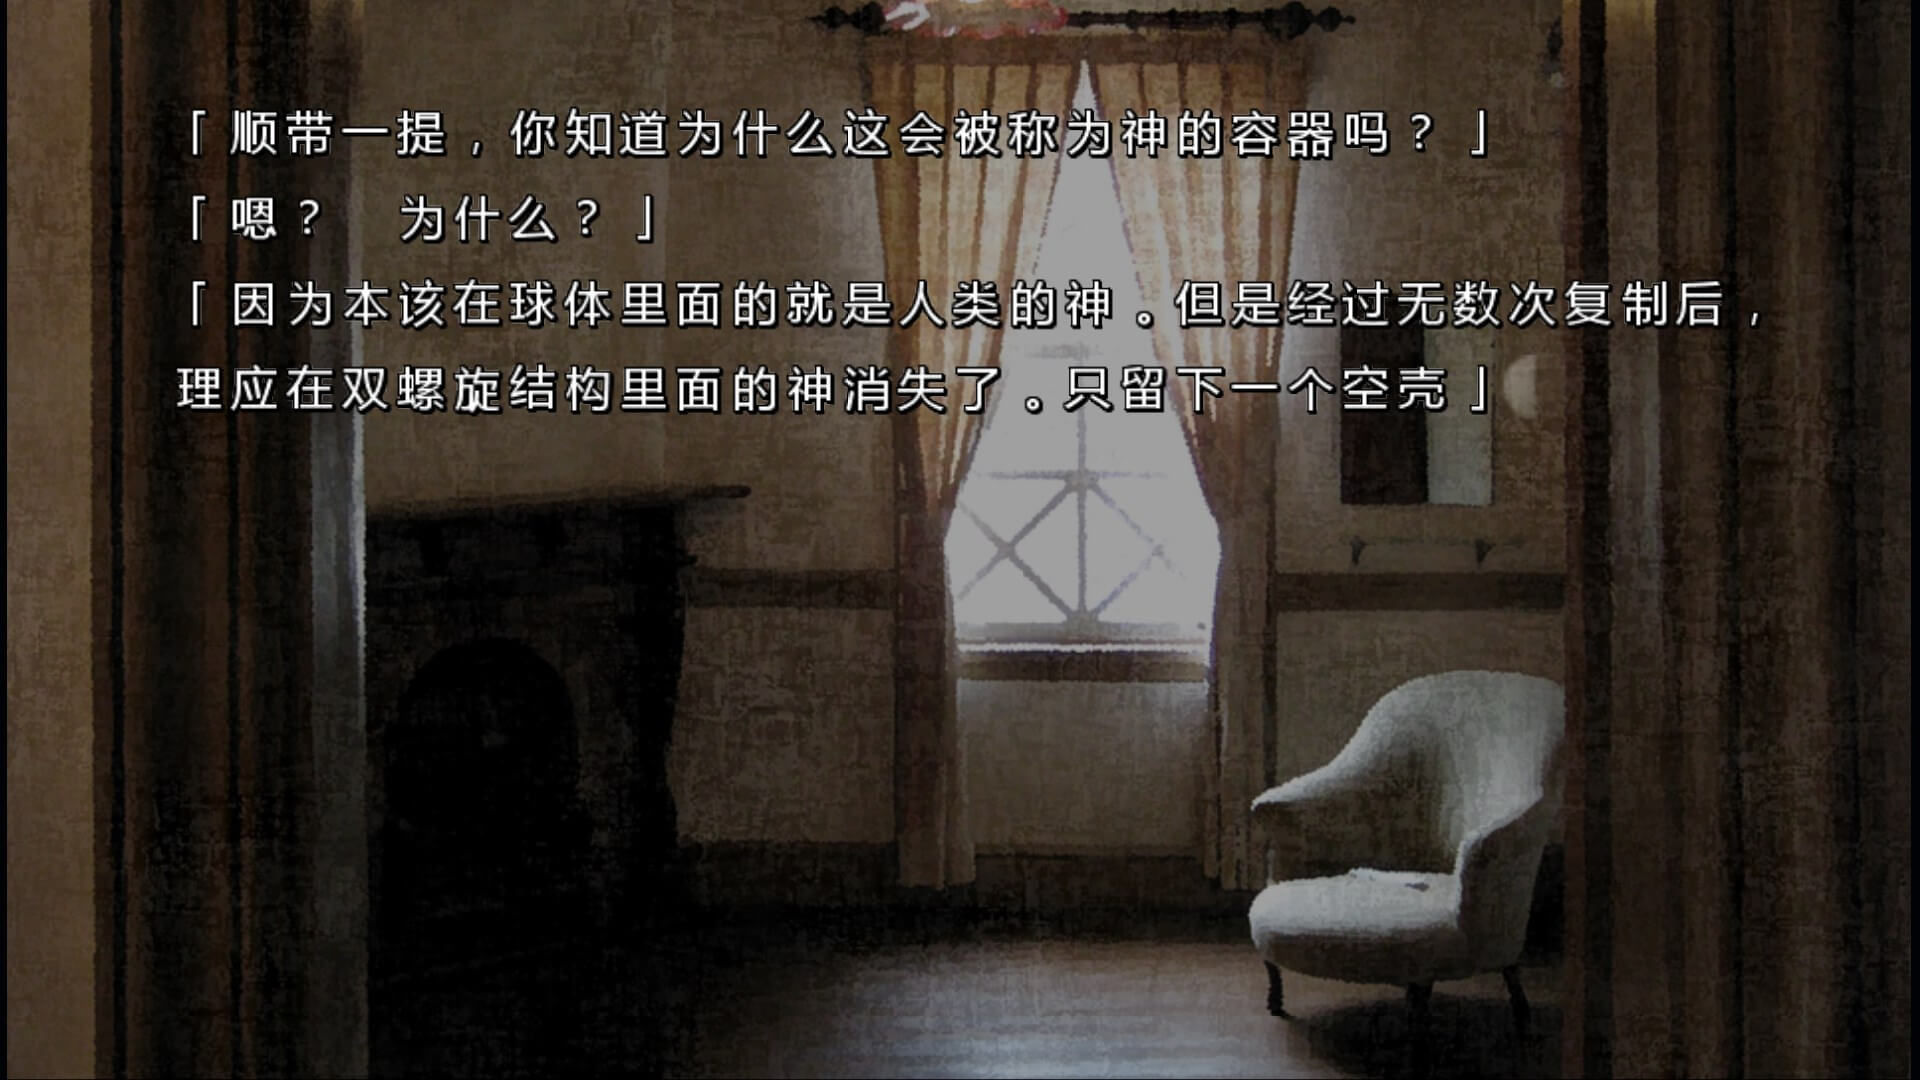 「顺带一提，你知道为什么这会被称为神的容器吗？」
「嗯？　为什么？」
「因为本该在球体里面的就是人类的神。但是经过无数次复制后，
理应在双螺旋结构里面的神消失了。只留下一个空壳」